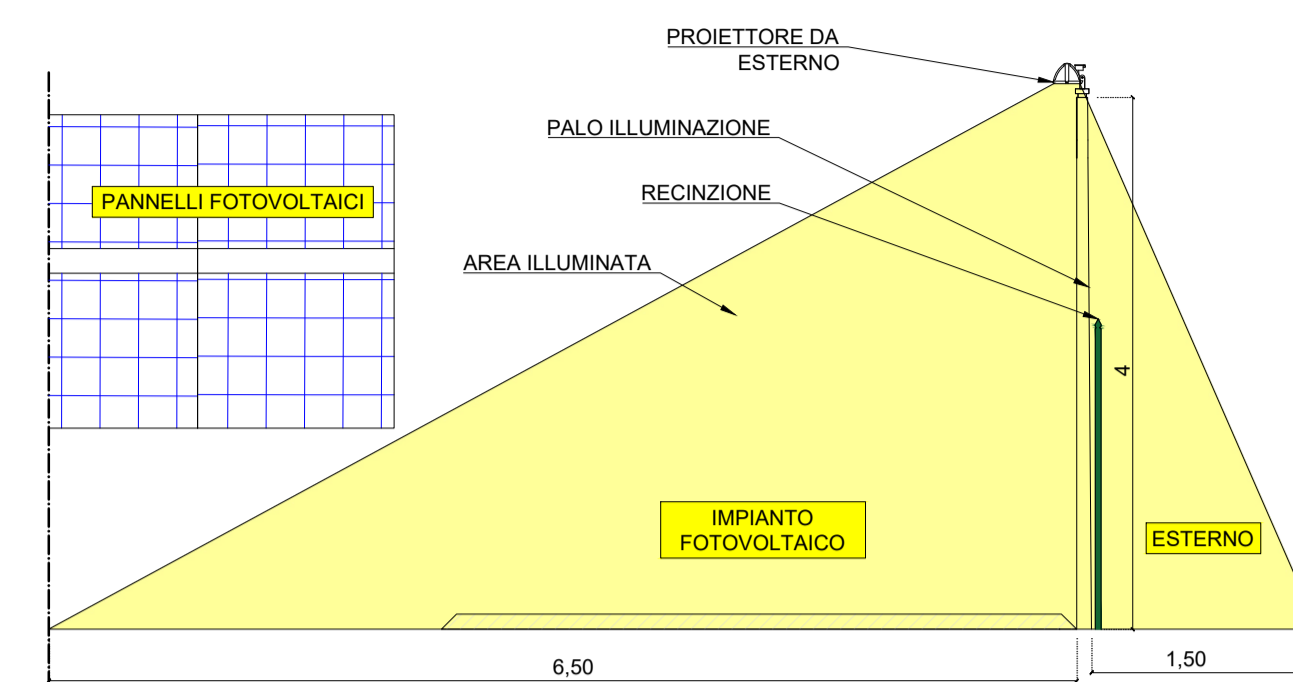 PROIETTORE DA
ESTERNO
PALO ILLUMINAZIONE
PANNELLI FOTOVOLTAICI
RECINZIONE
AREA ILLUMINATA
4
IMPIANTO
FOTOVOLTAICO
ESTERNO
6,50
1,50